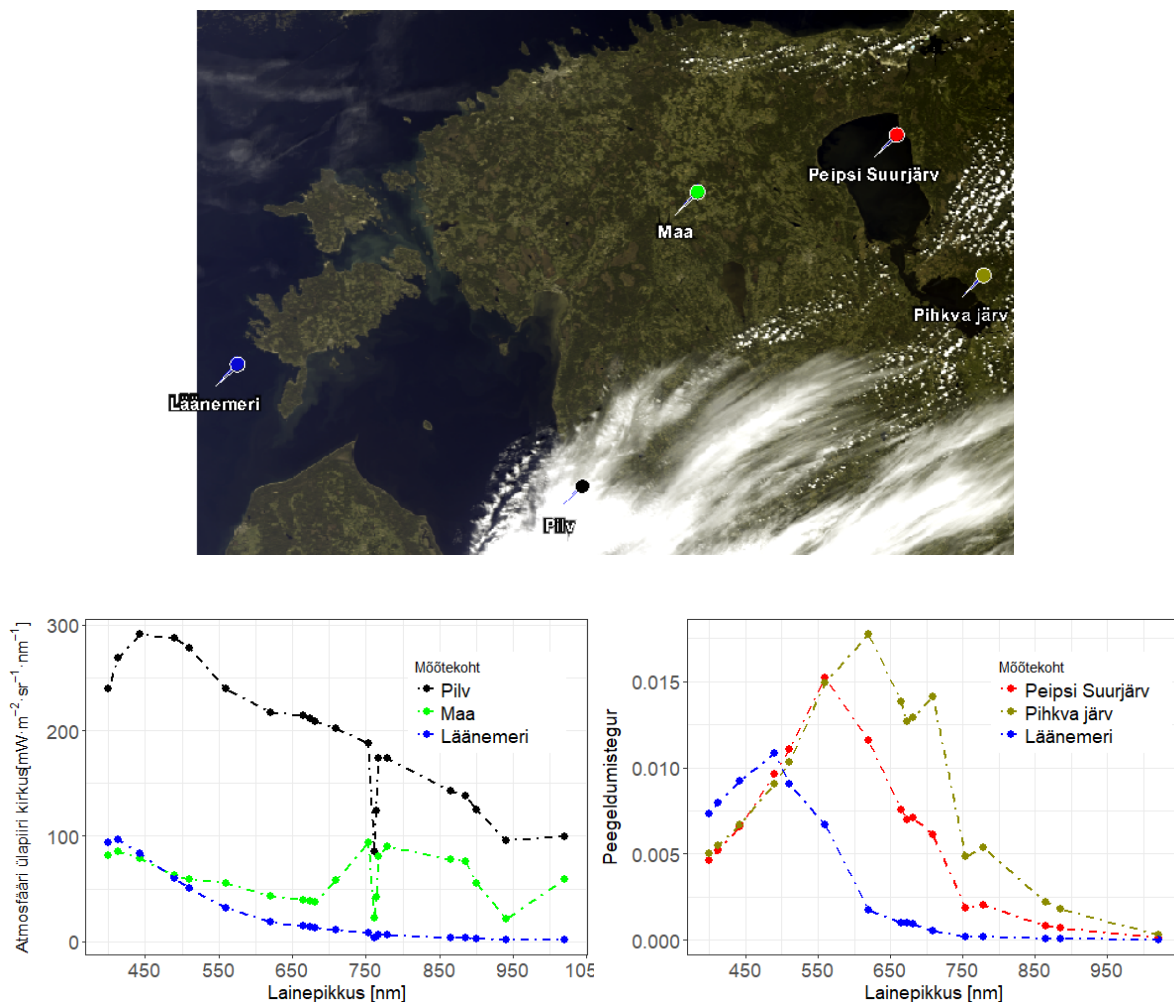 Peipsi Suurjärv
Maa
Pihkva järv
Läänemeri
Pilv
Atmosfääri ülapiiri kirkus[mW·m⁻²·sr⁻¹·nm⁻¹]
300
200
100
0
Mõõtekoht
Pilv
Maa
Läänemeri
450
550
650
750
850
950
105
Lainepikkus [nm]
Peegeldumistegur
0.015
0.010
0.005
0.000
Mõõtekoht
Peipsi Suurjärv
Pihkva järv
Läänemeri
450
550
650
750
850
950
Lainepikkus [nm]